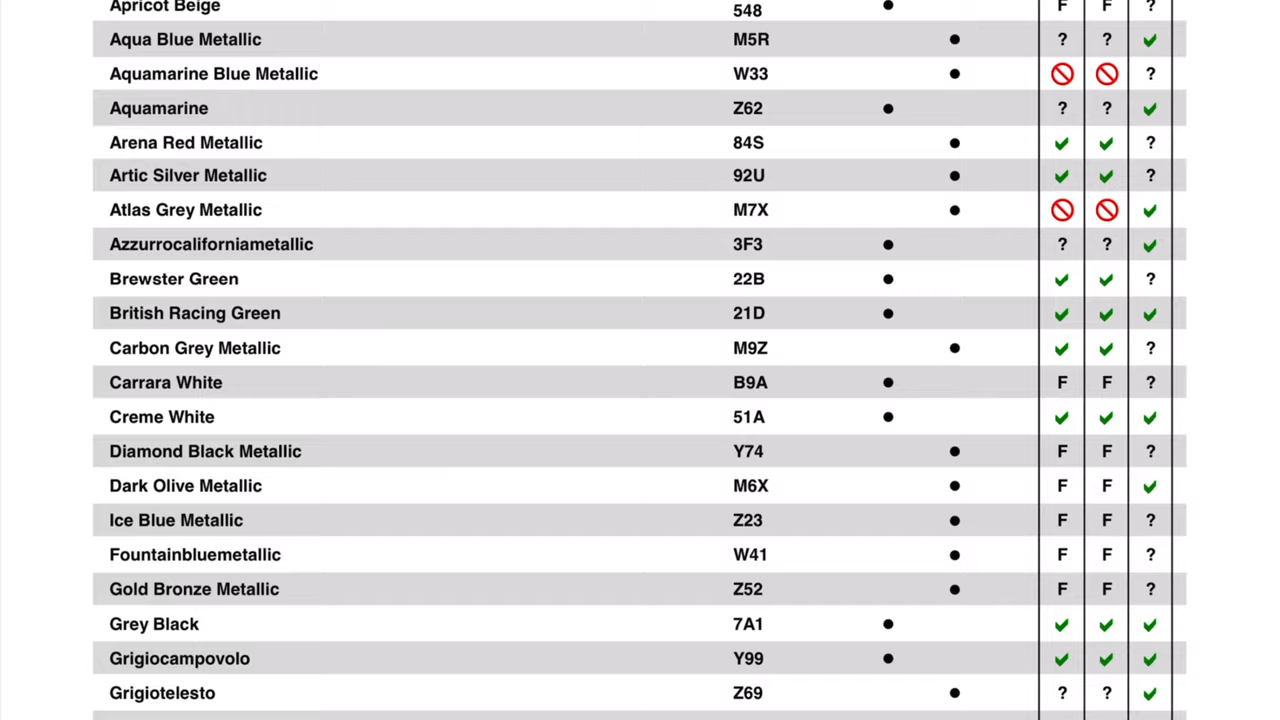 Apricot Beige 548 ● F F ?
Aqua Blue Metallic M5R ● ? ? ✔
Aquamarine Blue Metallic W33 ● 🚫 🚫 ?
Aquamarine Z62 ● ? ? ✔
Arena Red Metallic 84S ● ✔ ✔ ?
Artic Silver Metallic 92U ● ✔ ✔ ?
Atlas Grey Metallic M7X ● 🚫 🚫 ✔
Azzurrocaliforniametallic 3F3 ● ? ? ✔
Brewster Green 22B ● ✔ ✔ ?
British Racing Green 21D ● ✔ ✔ ✔
Carbon Grey Metallic M9Z ● ✔ ✔ ?
Carrara White B9A ● F F ?
Creme White 51A ● ✔ ✔ ✔
Diamond Black Metallic Y74 ● F F ?
Dark Olive Metallic M6X ● F F ✔
Ice Blue Metallic Z23 ● F F ?
Fountainbluemetallic W41 ● F F ?
Gold Bronze Metallic Z52 ● F F ?
Grey Black 7A1 ● ✔ ✔ ✔
Grigiocampovolo Y99 ● ✔ ✔ ✔
Grigiotelesto Z69 ● ? ? ✔